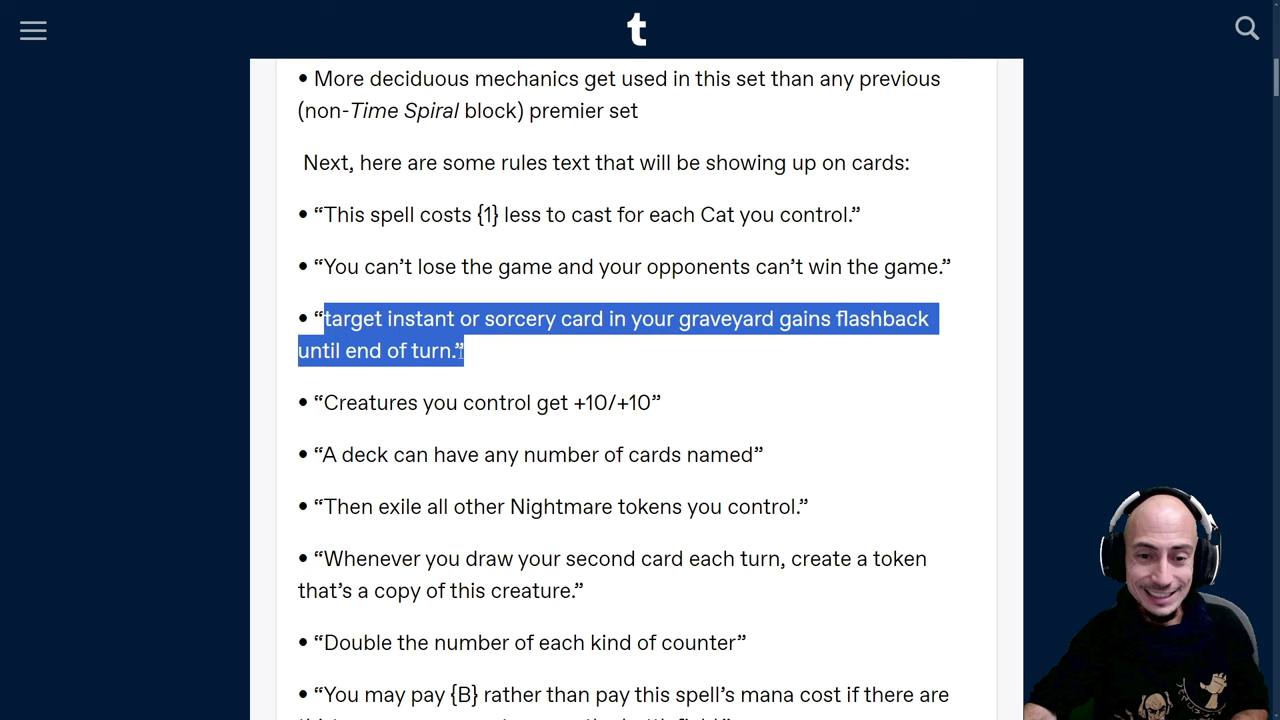 t
• More deciduous mechanics get used in this set than any previous
(non-Time Spiral block) premier set
Next, here are some rules text that will be showing up on cards:
• “This spell costs {1} less to cast for each Cat you control.”
• “You can’t lose the game and your opponents can’t win the game.”
• “target instant or sorcery card in your graveyard gains flashback
until end of turn.”
• “Creatures you control get +10/+10”
• “A deck can have any number of cards named”
• “Then exile all other Nightmare tokens you control.”
• “Whenever you draw your second card each turn, create a token
that’s a copy of this creature.”
• “Double the number of each kind of counter”
• “You may pay {B} rather than pay this spell’s mana cost if there are